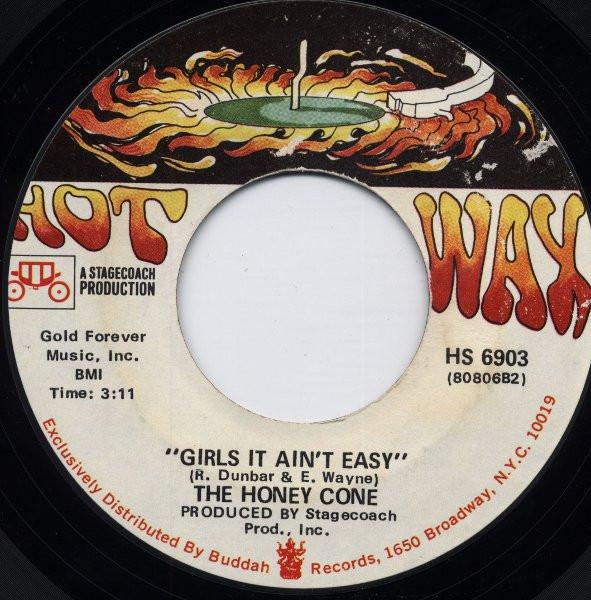 HOT WAX
A STAGECOACH
PRODUCTION
Gold Forever
Music, Inc.
BMI
Time: 3:11
HS 6903
(80806B2)
"GIRLS IT AIN'T EASY"
(R. Dunbar & E. Wayne)
THE HONEY CONE
PRODUCED BY Stagecoach
Prod., Inc.
Exclusively Distributed By Buddah Records, 1650 Broadway, N.Y.C. 10019